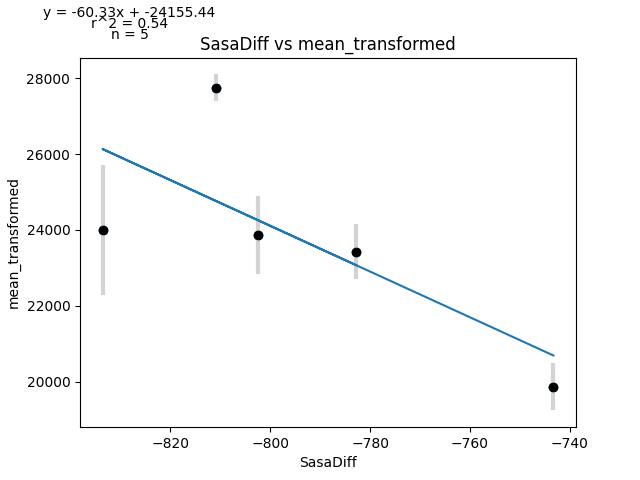 y = -60.33x + -24155.44
r^2 = 0.54
n = 5
SasaDiff vs mean_transformed
28000
26000
24000
22000
20000
mean_transformed
−820
−800
−780
−760
−740
SasaDiff